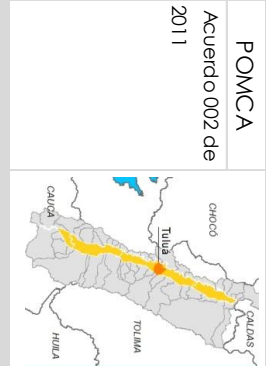 POMCA
Acuerdo 002 de
2011
CHOCÓ
CALDAS
Tuluá
TOLIMA
CAUCA
HUILA